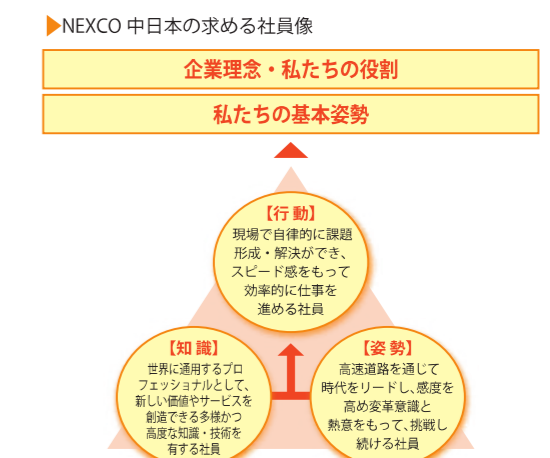 ▶NEXCO 中日本の求める社員像
企業理念・私たちの役割
私たちの基本姿勢
【行 動】
現場で自律的に課題
形成・解決ができ、
スピード感をもって
効率的に仕事を
進める社員
【知 識】
世界に通用するプロ
フェッショナルとして、
新しい価値やサービスを
創造できる多様かつ
高度な知識・技術を
有する社員
【姿 勢】
高速道路を通じて
時代をリードし、感度を
高め変革意識と
熱意をもって、挑戦し
続ける社員